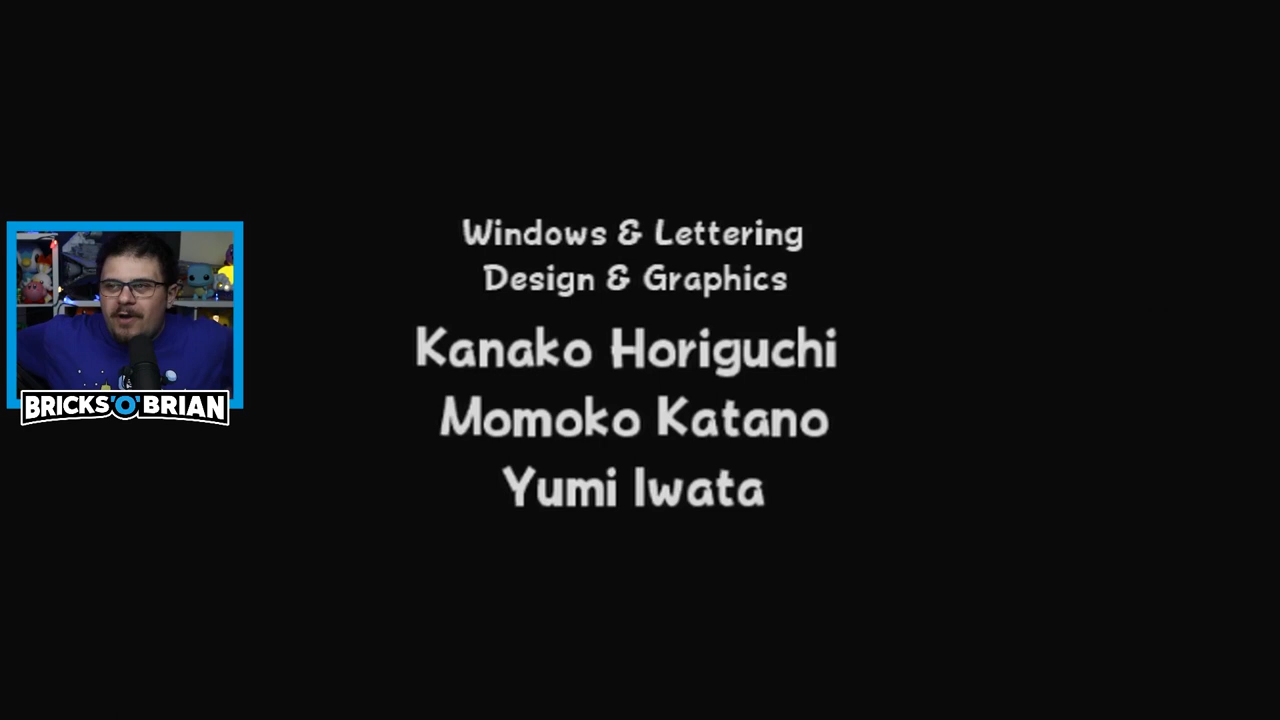 Windows & Lettering
Design & Graphics
Kanako Horiguchi
Momoko Katano
Yumi Iwata
BRICKS'O'BRIAN